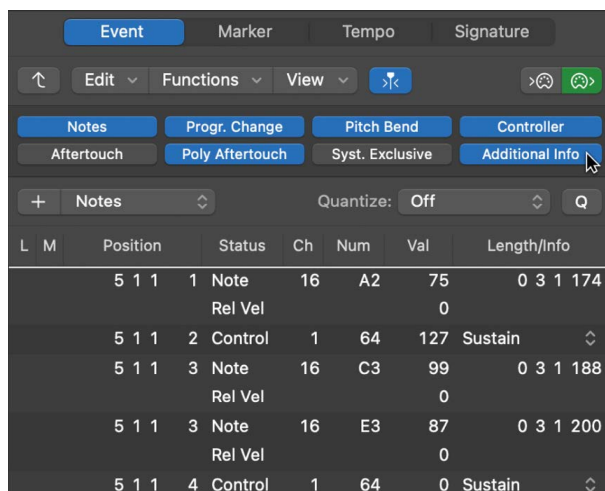 Event Marker Tempo Signature
Edit Functions View
Notes Progr. Change Pitch Bend Controller
Aftertouch Poly Aftertouch Syst. Exclusive Additional Info
+ Notes Quantize: Off Q
L M Position Status Ch Num Val Length/Info
5 1 1 1 Note 16 A2 75 0 3 1 174
Rel Vel 0
5 1 1 2 Control 1 64 127 Sustain
5 1 1 3 Note 16 C3 99 0 3 1 188
Rel Vel 0
5 1 1 3 Note 16 E3 87 0 3 1 200
Rel Vel 0
5 1 1 4 Control 1 64 0 Sustain